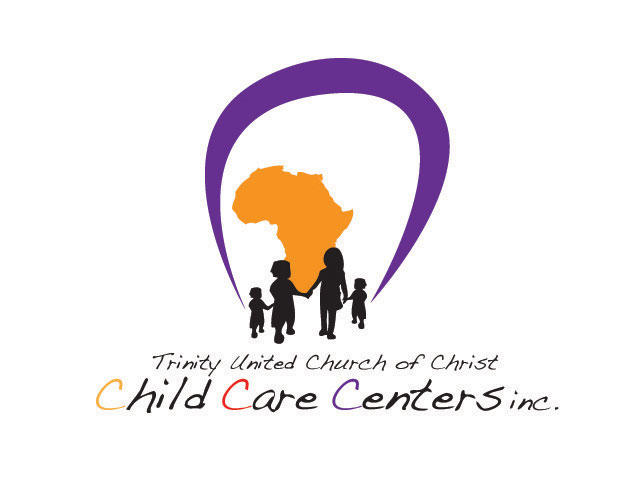 Trinity United Church of Christ
Child Care Centers inc.